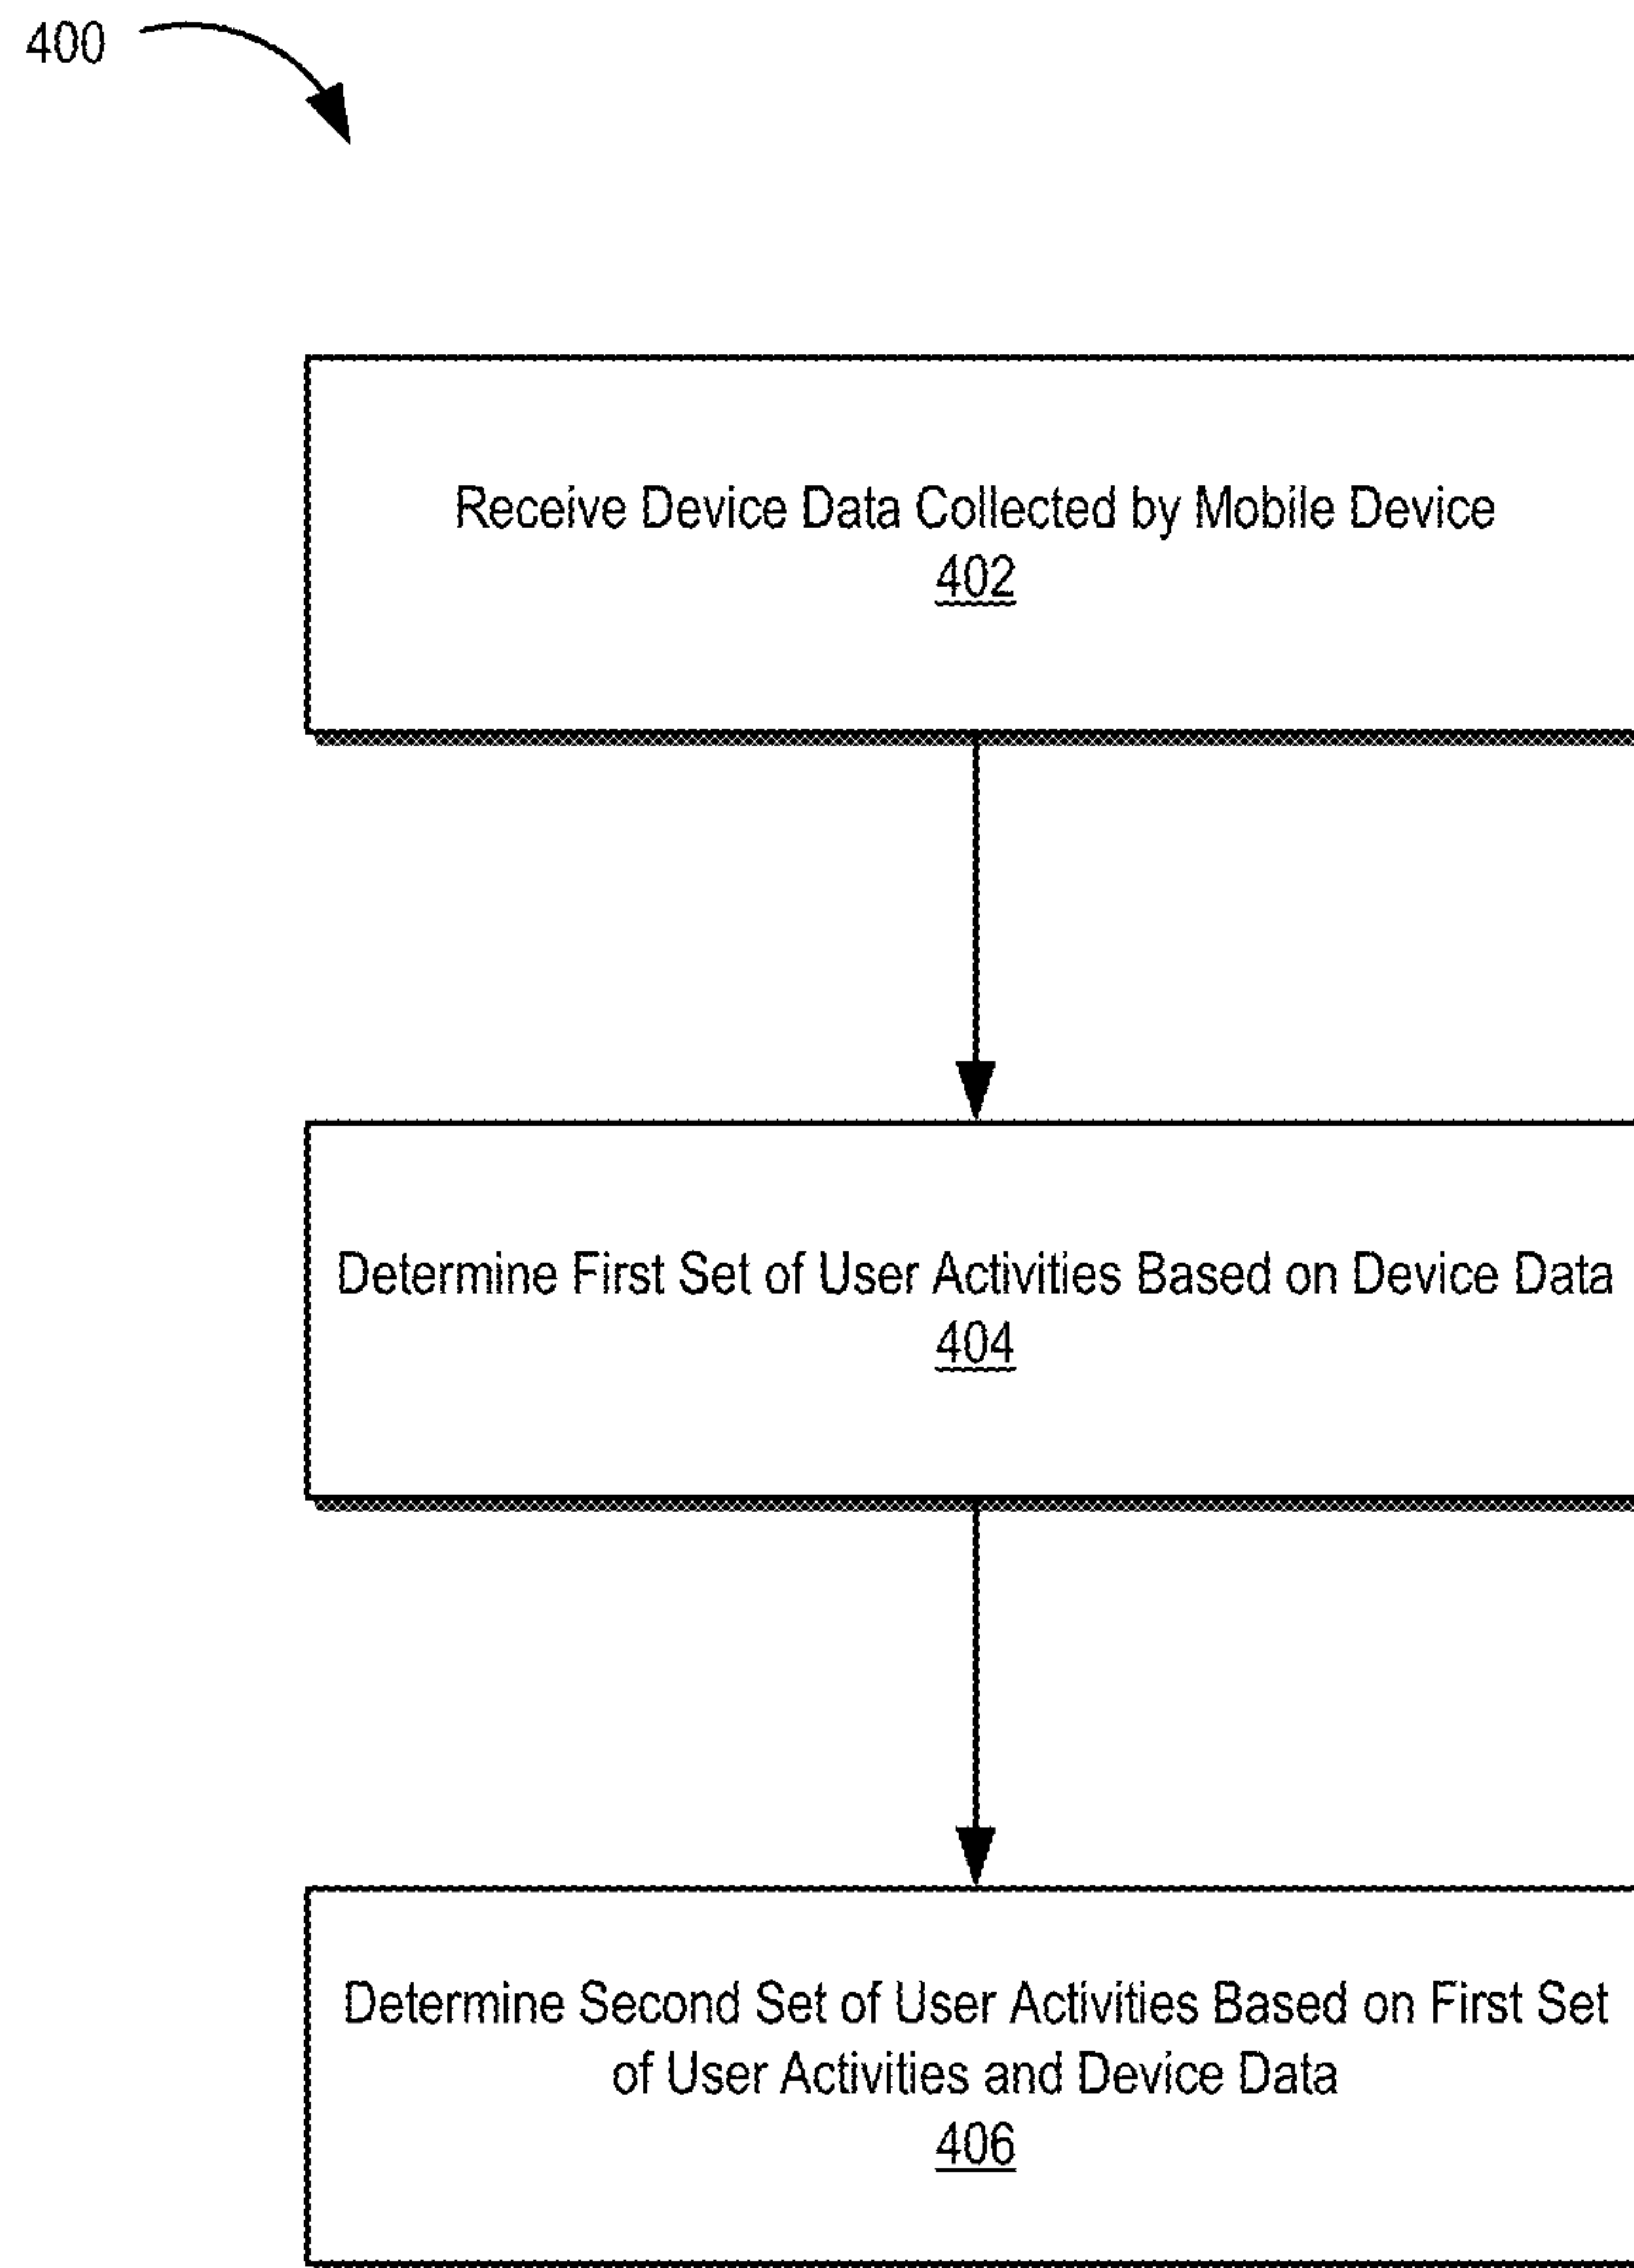 400
Receive Device Data Collected by Mobile Device
402
Determine First Set of User Activities Based on Device Data
404
Determine Second Set of User Activities Based on First Set
of User Activities and Device Data
406